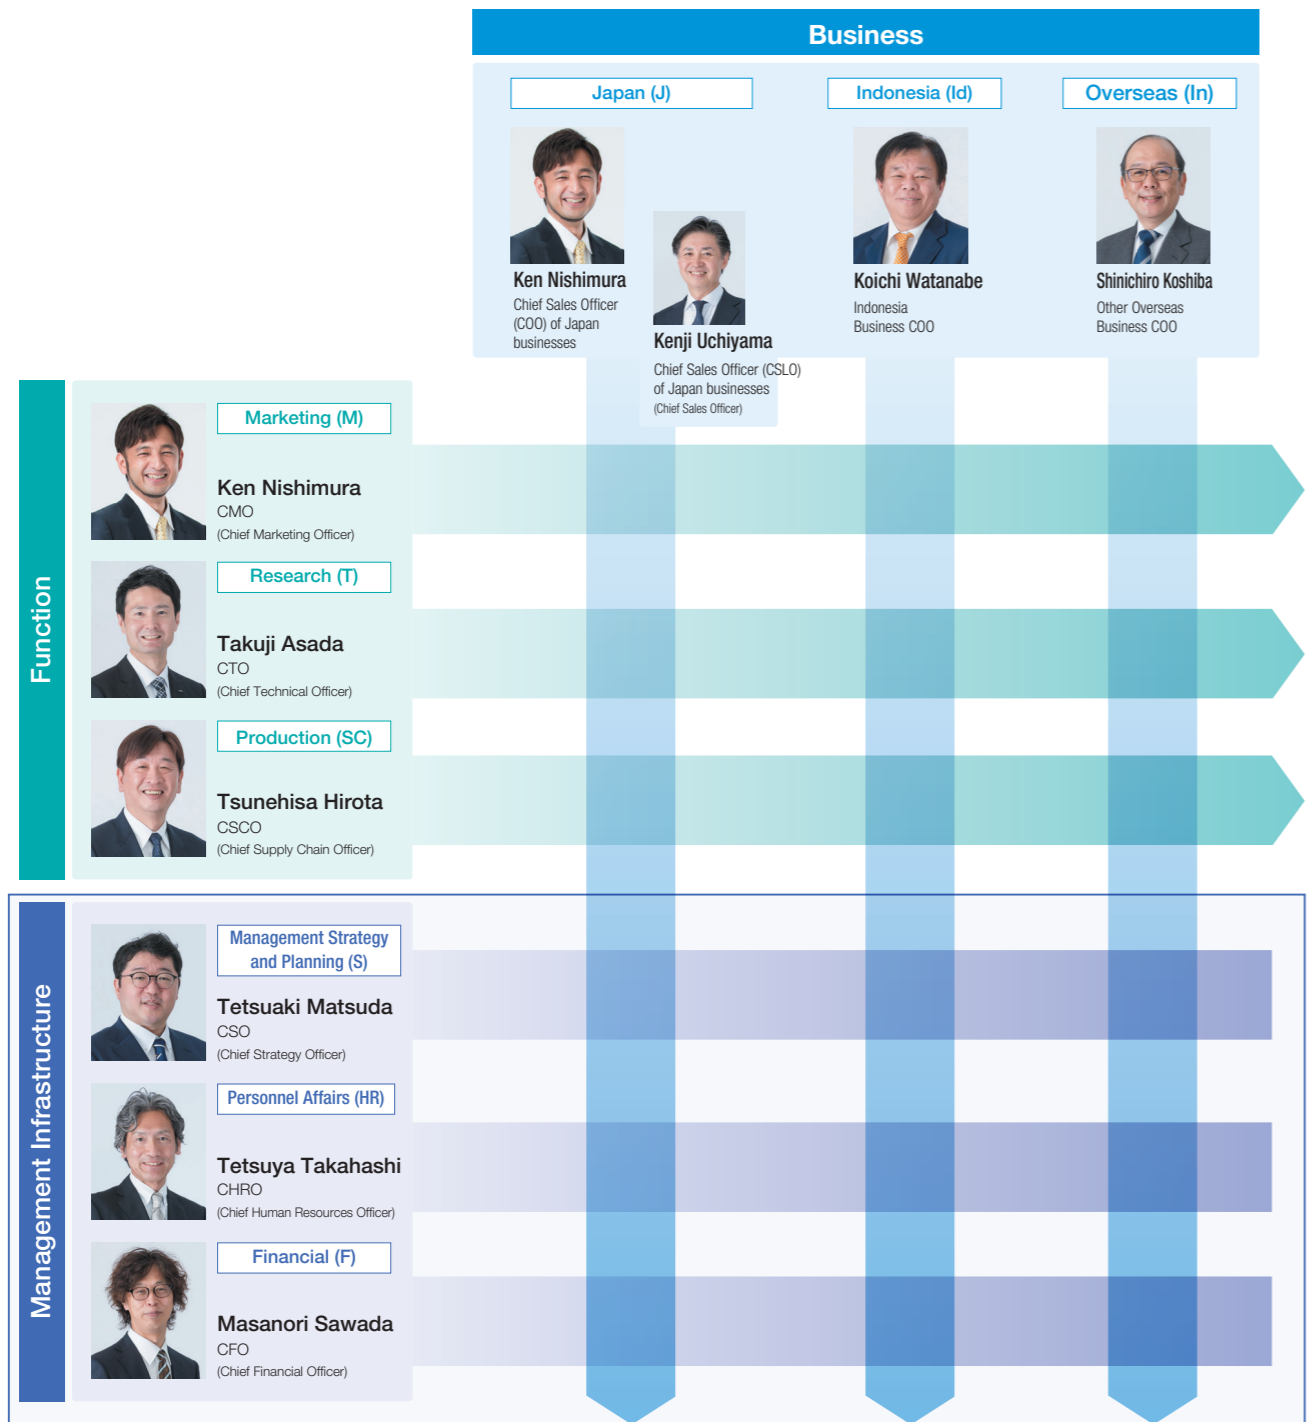 Business
Japan (J)
Indonesia (Id)
Overseas (In)
Ken Nishimura
Chief Sales Officer
(COO) of Japan
businesses
Kenji Uchiyama
Chief Sales Officer (CSLO)
of Japan businesses
(Chief Sales Officer)
Koichi Watanabe
Indonesia
Business COO
Shinichiro Koshiba
Other Overseas
Business COO
Function
Marketing (M)
Ken Nishimura
CMO
(Chief Marketing Officer)
Research (T)
Takuji Asada
CTO
(Chief Technical Officer)
Production (SC)
Tsunehisa Hirota
CSCO
(Chief Supply Chain Officer)
Management Infrastructure
Management Strategy
and Planning (S)
Tetsuaki Matsuda
CSO
(Chief Strategy Officer)
Personnel Affairs (HR)
Tetsuya Takahashi
CHRO
(Chief Human Resources Officer)
Financial (F)
Masanori Sawada
CFO
(Chief Financial Officer)